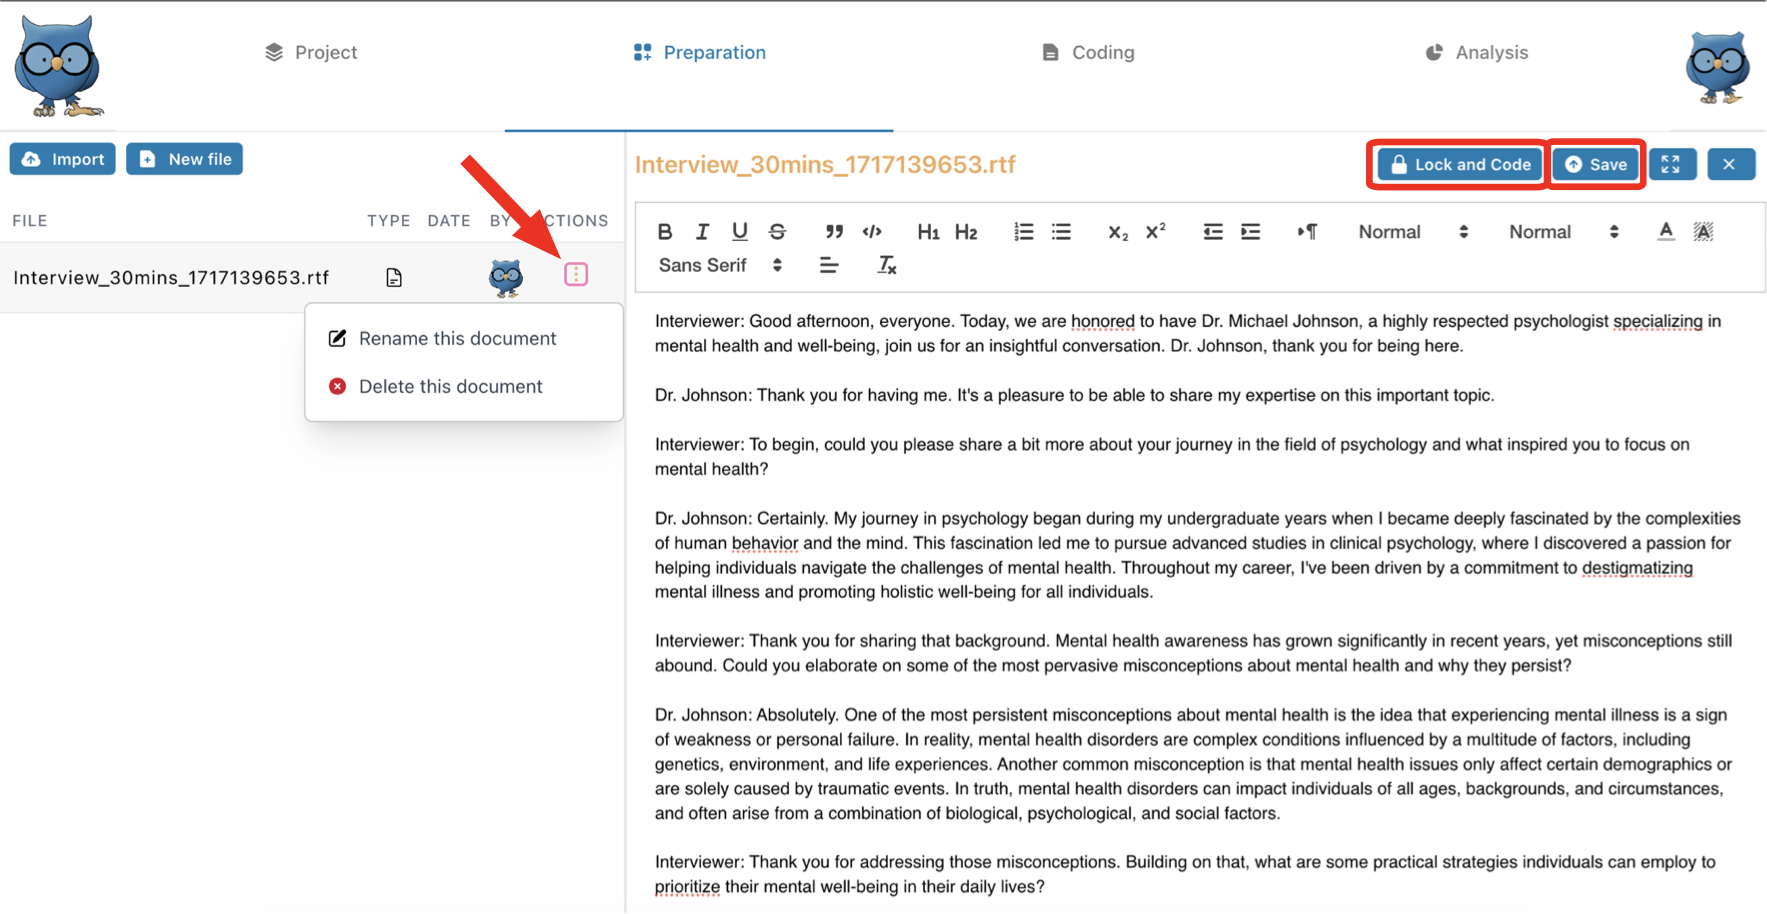 Project
Preparation
Coding
Analysis
Import
New file
FILE
TYPE
DATE
BY
CTIONS
Interview_30mins_1717139653.rtf
Rename this document
Delete this document
Interview_30mins_1717139653.rtf
Lock and Code
Save
B I U S H1 H2 x2 x2 Normal Normal A A
Sans Serif Tx
Interviewer: Good afternoon, everyone. Today, we are honored to have Dr. Michael Johnson, a highly respected psychologist specializing in
mental health and well-being, join us for an insightful conversation. Dr. Johnson, thank you for being here.
Dr. Johnson: Thank you for having me. It's a pleasure to be able to share my expertise on this important topic.
Interviewer: To begin, could you please share a bit more about your journey in the field of psychology and what inspired you to focus on
mental health?
Dr. Johnson: Certainly. My journey in psychology began during my undergraduate years when I became deeply fascinated by the complexities
of human behavior and the mind. This fascination led me to pursue advanced studies in clinical psychology, where I discovered a passion for
helping individuals navigate the challenges of mental health. Throughout my career, I've been driven by a commitment to destigmatizing
mental illness and promoting holistic well-being for all individuals.
Interviewer: Thank you for sharing that background. Mental health awareness has grown significantly in recent years, yet misconceptions still
abound. Could you elaborate on some of the most pervasive misconceptions about mental health and why they persist?
Dr. Johnson: Absolutely. One of the most persistent misconceptions about mental health is the idea that experiencing mental illness is a sign
of weakness or personal failure. In reality, mental health disorders are complex conditions influenced by a multitude of factors, including
genetics, environment, and life experiences. Another common misconception is that mental health issues only affect certain demographics or
are solely caused by traumatic events. In truth, mental health disorders can impact individuals of all ages, backgrounds, and circumstances,
and often arise from a combination of biological, psychological, and social factors.
Interviewer: Thank you for addressing those misconceptions. Building on that, what are some practical strategies individuals can employ to
prioritize their mental well-being in their daily lives?